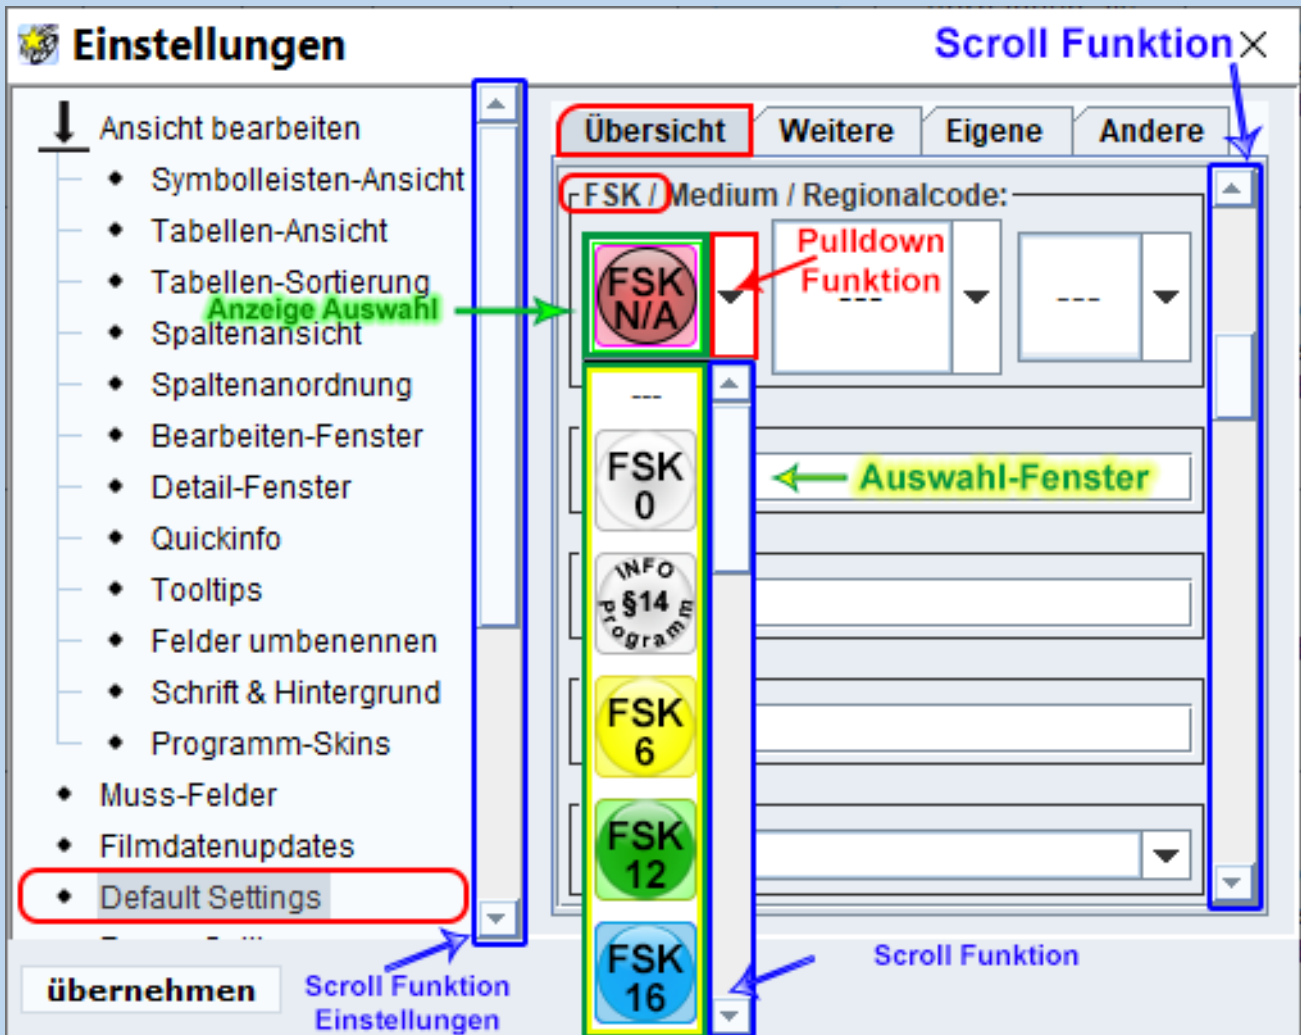 Einstellungen
Scroll Funktion
Ansicht bearbeiten
Symbolleisten-Ansicht
Tabellen-Ansicht
Tabellen-Sortierung
Anzeige Auswahl
Spaltenansicht
Spaltenanordnung
Bearbeiten-Fenster
Detail-Fenster
Quickinfo
Tooltips
Felder umbenennen
Schrift & Hintergrund
Programm-Skins
Muss-Felder
Filmdatenupdates
Default Settings
übernehmen
Scroll Funktion
Einstellungen
Übersicht Weitere Eigene Andere
FSK / Medium / Regionalcode:
FSK
N/A
Pulldown
Funktion
---
---
---
FSK
0
Auswahl-Fenster
INFO
§14
Programm
FSK
6
FSK
12
FSK
16
Scroll Funktion